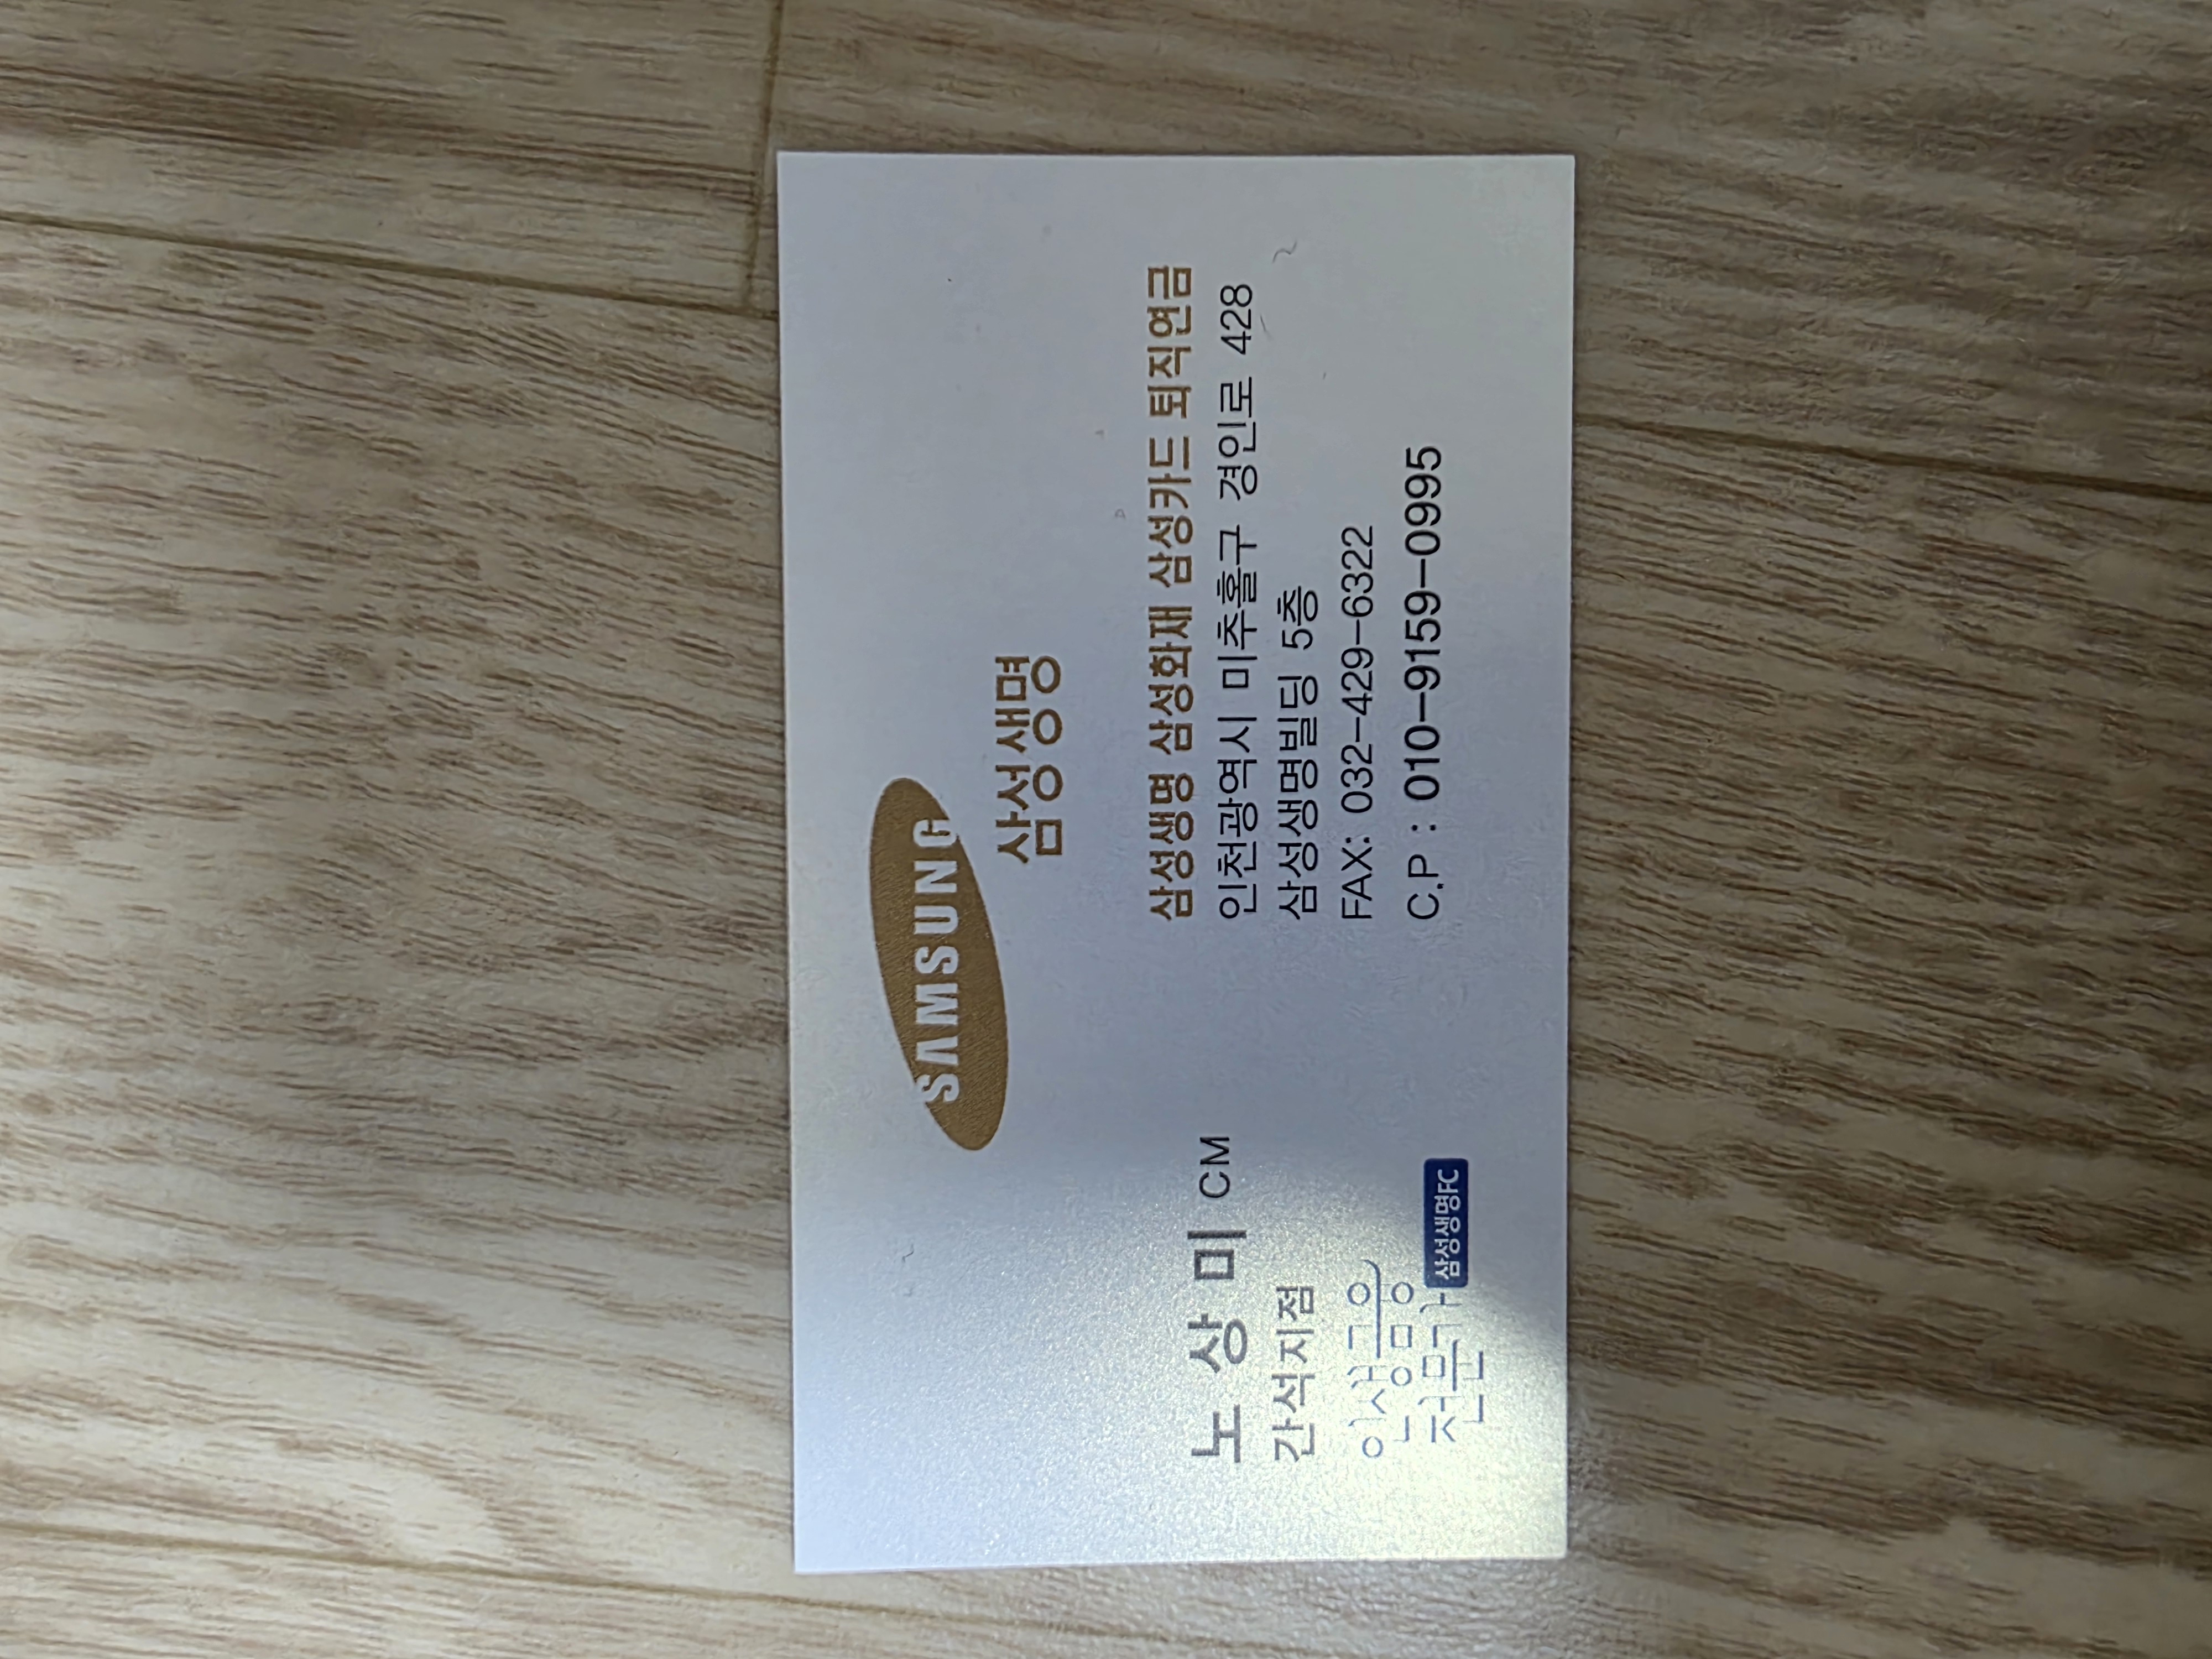 SAMSUNG
삼성생명
노 상 미 CM
간석지점
인생금융
전문가 삼성생명FC
삼성생명 삼성화재 삼성카드 퇴직연금
인천광역시 미추홀구 경인로 428
삼성생명빌딩 5층
FAX: 032-429-6322
C.P : 010-9159-0995